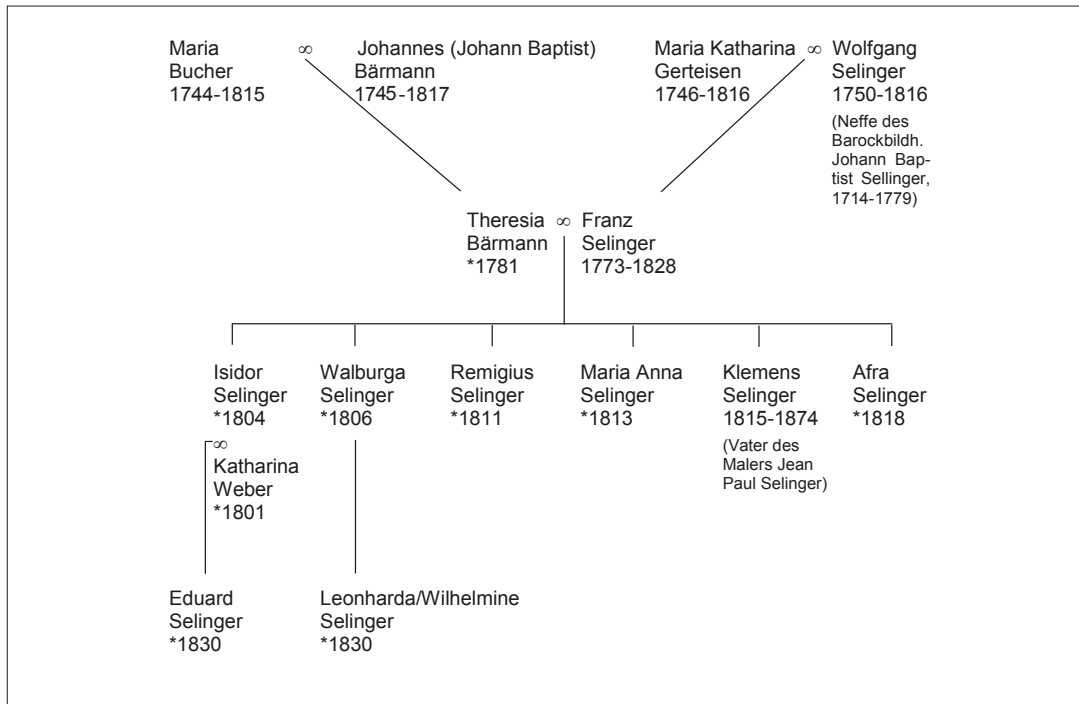 Maria ∞
Bucher
1744-1815
Johannes (Johann Baptist)
Bärmann
1745-1817
Maria Katharina ∞
Gerteisen
1746-1816
Wolfgang
Selinger
1750-1816
(Neffe des
Barockbildh.
Johann Bap-
tist Sellinger,
1714-1779)
Theresia ∞
Bärmann
*1781
Franz
Selinger
1773-1828
Isidor
Selinger
*1804
∞
Katharina
Weber
*1801
Walburga
Selinger
*1806
Remigius
Selinger
*1811
Maria Anna
Selinger
*1813
Klemens
Selinger
1815-1874
(Vater des
Malers Jean
Paul Selinger)
Afra
Selinger
*1818
Eduard
Selinger
*1830
Leonharda/Wilhelmine
Selinger
*1830